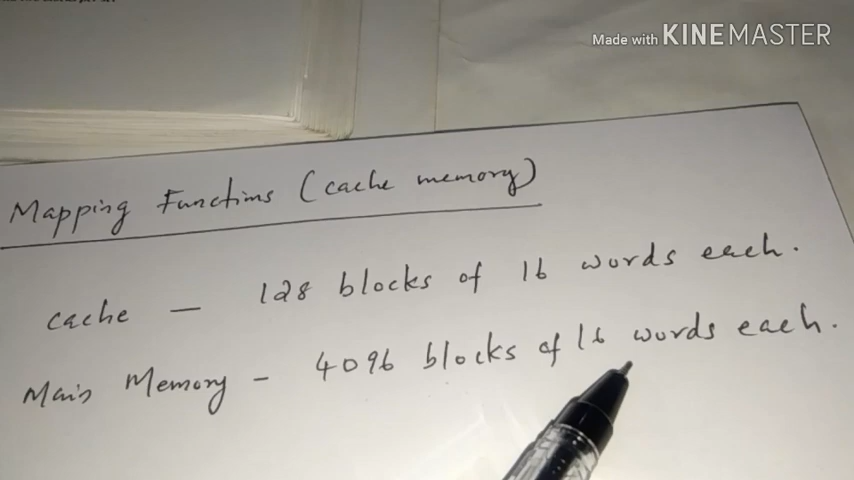 Made with KINEMASTER
Mapping Functions (cache memory)
cache — 128 blocks of 16 words each.
Main Memory - 4096 blocks of 16 words each.